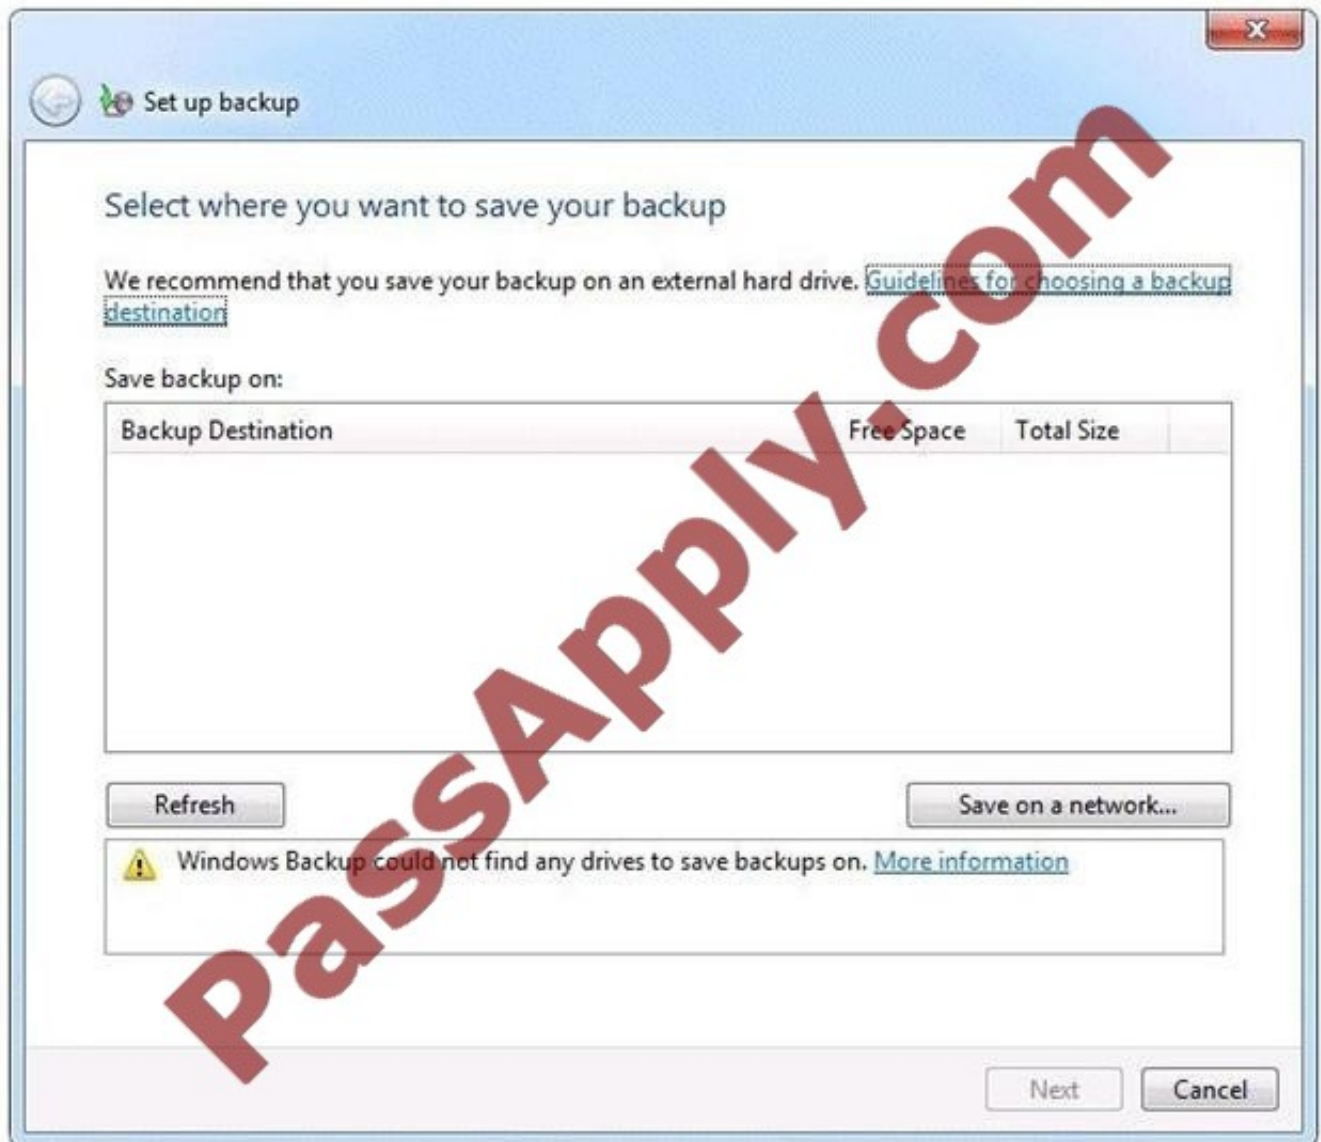 Set up backup
Select where you want to save your backup
We recommend that you save your backup on an external hard drive. Guidelines for choosing a backup
destination
Save backup on:
Backup Destination Free Space Total Size
Refresh Save on a network...
Windows Backup could not find any drives to save backups on. More information
Next Cancel
PassApply.com